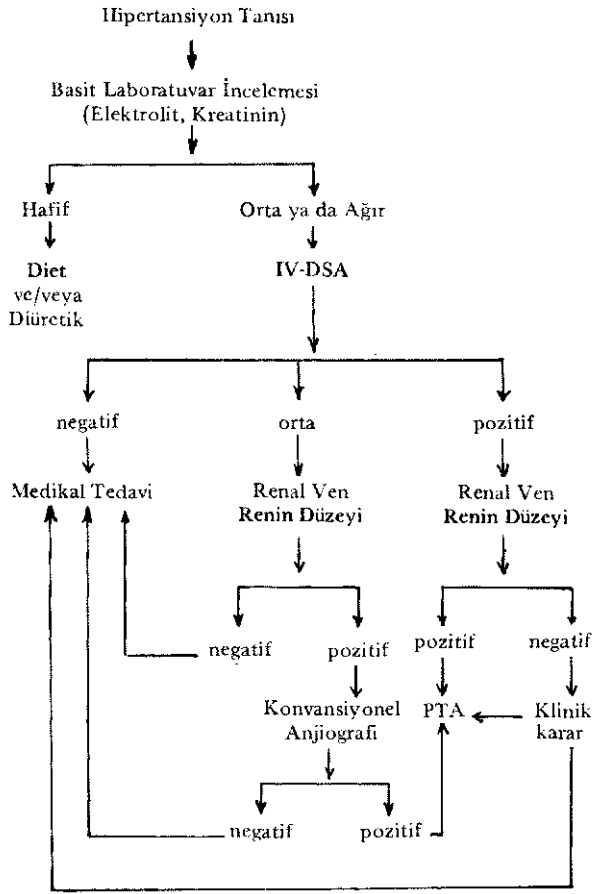 Hipertansiyon Tanısı
Basit Laboratuvar İncelemesi
(Elektrolit, Kreatinin)
Hafif
Orta ya da Ağır
Diet
ve/veya
Diüretik
IV-DSA
negatif
orta
pozitif
Medikal Tedavi
Renal Ven
Renin Düzeyi
Renal Ven
Renin Düzeyi
negatif
pozitif
pozitif
negatif
Konvansiyonel
Anjiografi
PTA
Klinik
karar
negatif
pozitif